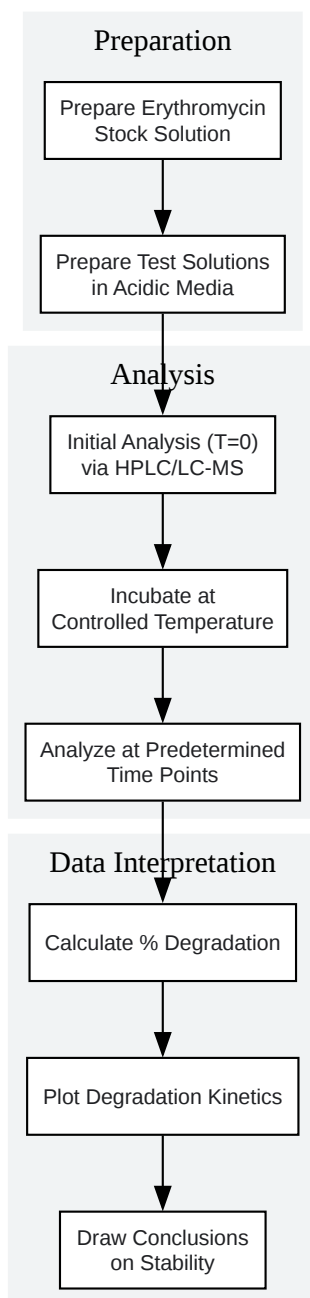 Preparation
Prepare Erythromycin
Stock Solution
Prepare Test Solutions
in Acidic Media
Analysis
Initial Analysis (T=0)
via HPLC/LC-MS
Incubate at
Controlled Temperature
Analyze at Predetermined
Time Points
Data Interpretation
Calculate % Degradation
Plot Degradation Kinetics
Draw Conclusions
on Stability